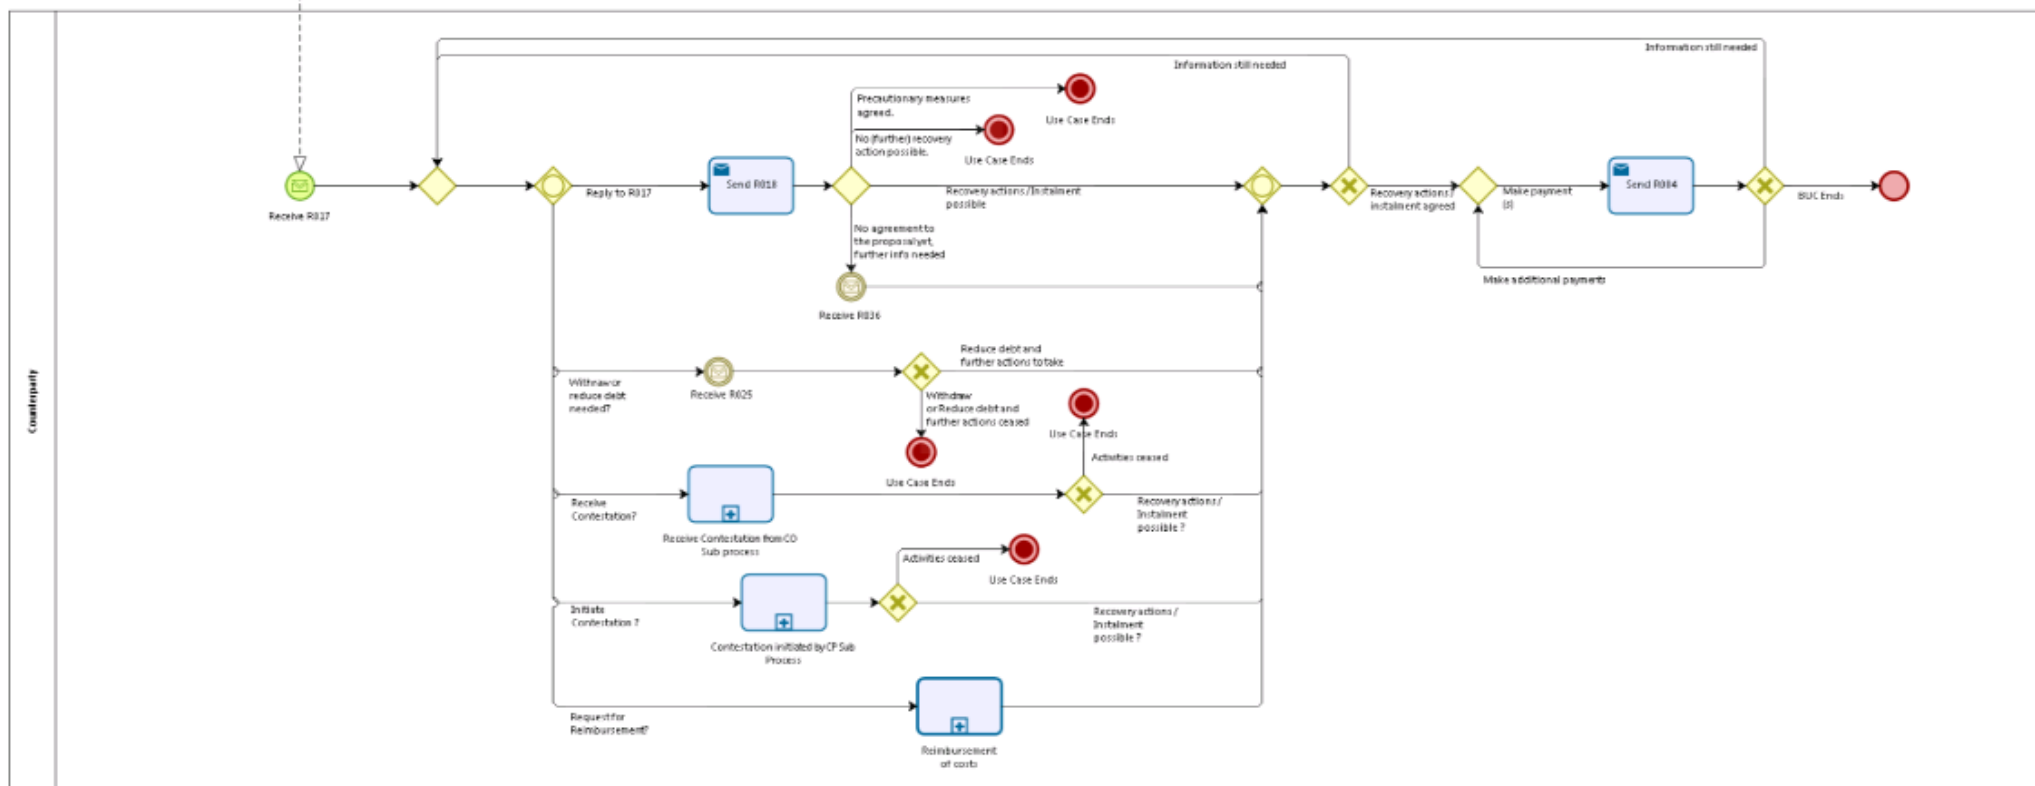 Information still needed
Information still needed
Precautionary measures
agreed.
Use Case Ends
No (further) recovery
action possible.
Use Case Ends
Receive R017
Reply to R017
Send R018
Recovery actions /Instalment
possible
Recovery actions /
instalment agreed
Make payment
(s)
Send R004
BUC Ends
No agreement to
the proposal yet,
further info needed
Make additional payments
Receive R036
Reduce debt and
further actions to take
Withraw or
reduce debt
needed?
Receive R025
Withdraw
or Reduce debt and
further actions ceased
Use Case Ends
Counterparty
Use Case Ends
Activities ceased
Receive
Contestation?
Recovery actions /
Instalment
possible ?
Receive Contestation from CO
Sub process
Activities ceased
Use Case Ends
Initiate
Contestation ?
Recovery actions /
Instalment
possible ?
Contestation initiated by CP Sub
Process
Request for
Reimbursement?
Reimbursement
of costs